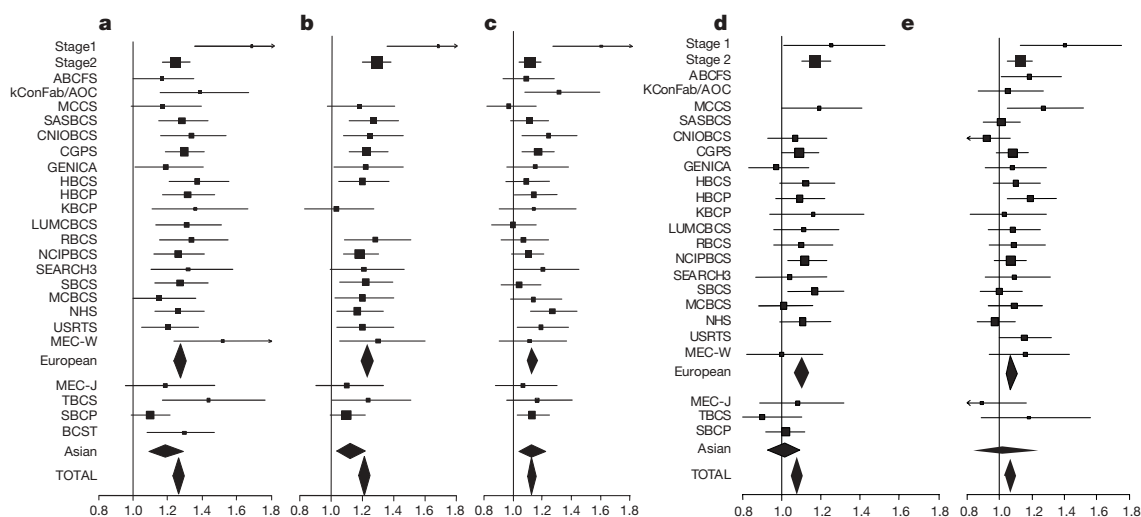 a b c d e
Stage1
Stage2
ABCFS
kConFab/AOC
MCCS
SASBCS
CNIOBCS
CGPS
GENICA
HBCS
HBCP
KBCP
LUMCBCS
RBCS
NCIPBCS
SEARCH3
SBCS
MCBCS
NHS
USRTS
MEC-W
European
MEC-J
TBCS
SBCP
BCST
Asian
TOTAL
0.8 1.0 1.2 1.4 1.6 1.8 0.8 1.0 1.2 1.4 1.6 1.8 0.8 1.0 1.2 1.4 1.6 1.8
Stage 1
Stage 2
ABCFS
KConFab/AOC
MCCS
SASBCS
CNIOBCS
CGPS
GENICA
HBCS
HBCP
KBCP
LUMCBCS
RBCS
NCIPBCS
SEARCH3
SBCS
MCBCS
NHS
USRTS
MEC-W
European
MEC-J
TBCS
SBCP
Asian
TOTAL
0.8 1.0 1.2 1.4 1.6 1.8 0.8 1.0 1.2 1.4 1.6 1.8